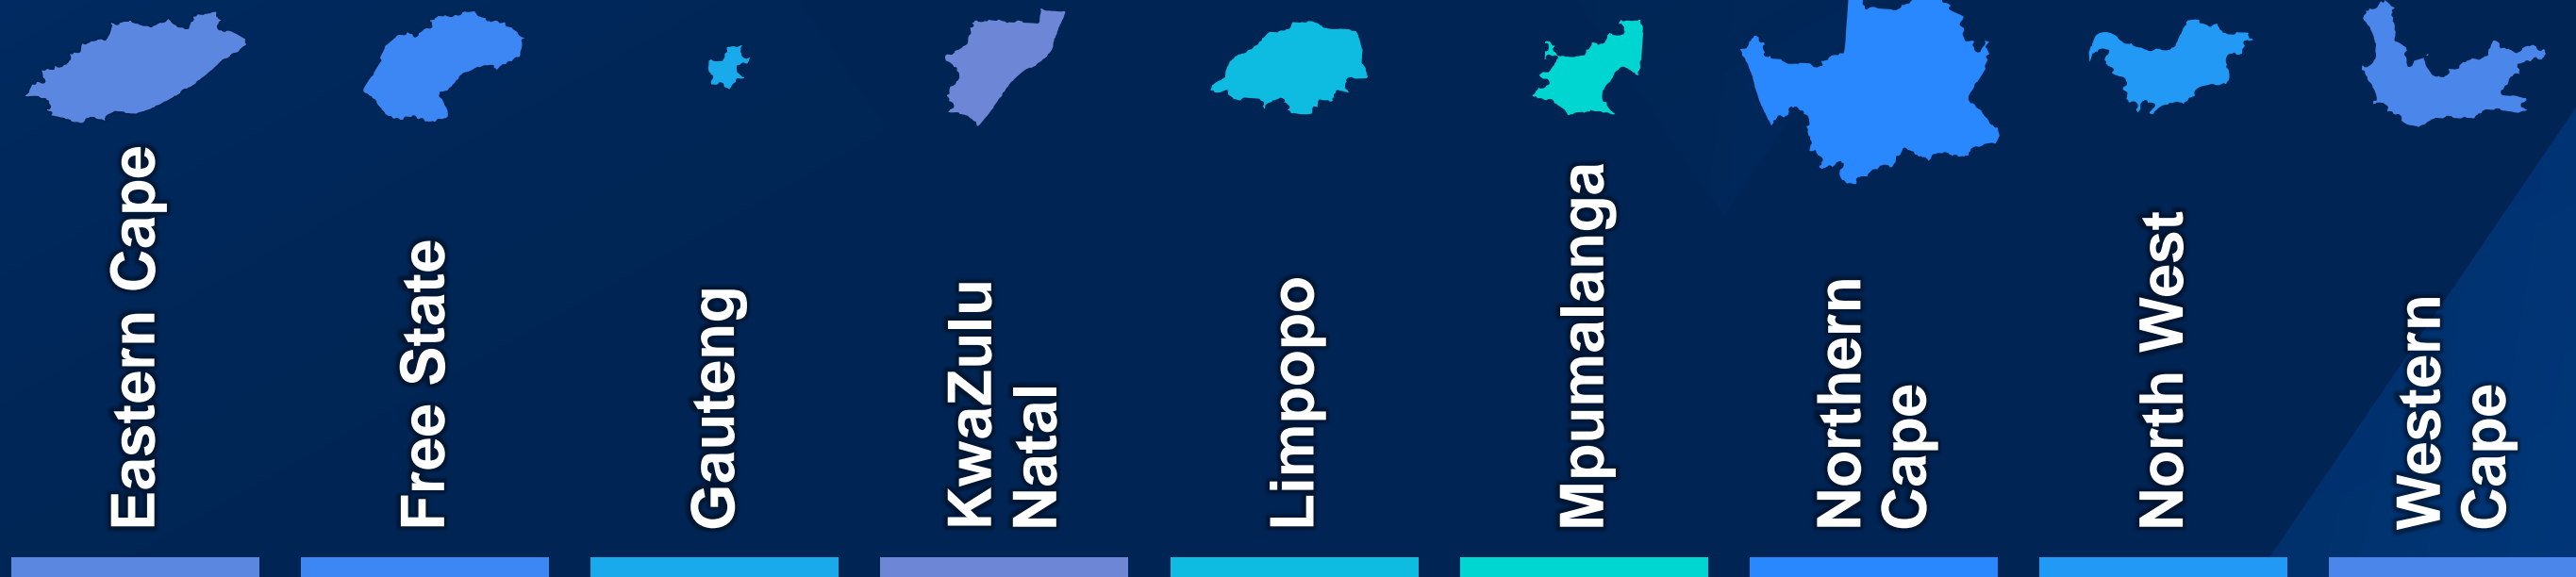 Eastern Cape
Free State
Gauteng
KwaZulu
Natal
Limpopo
Mpumalanga
Northern
Cape
North West
Western
Cape